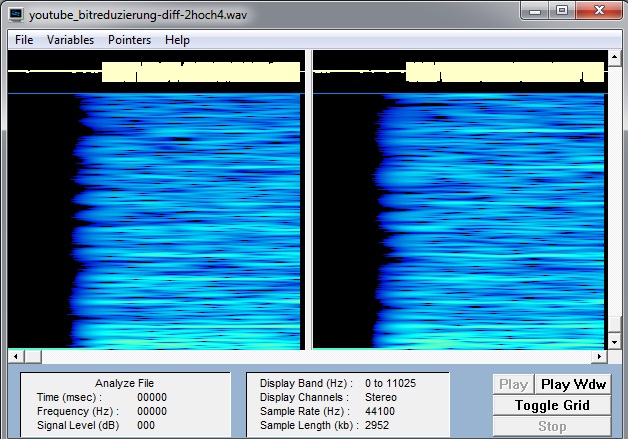 youtube_bitreduzierung-diff-2hoch4.wav
File Variables Pointers Help
Analyze File
Time (msec) : 00000
Frequency (Hz) : 00000
Signal Level (dB) 000
Display Band (Hz) : 0 to 11025
Display Channels : Stereo
Sample Rate (Hz) : 44100
Sample Length (kb) : 2952
Play Play Wdw
Toggle Grid
Stop